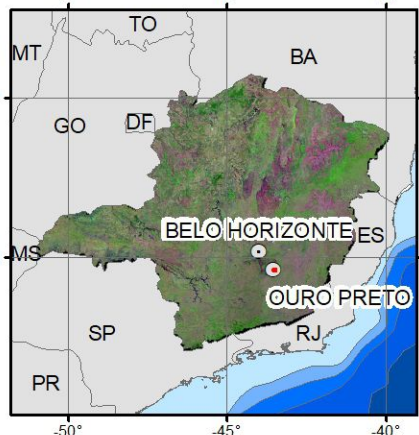 TO
MT
BA
GO
DF
BELO HORIZONTE
ES
MS
OURO PRETO
SP
RJ
PR
-50° -45° -40°